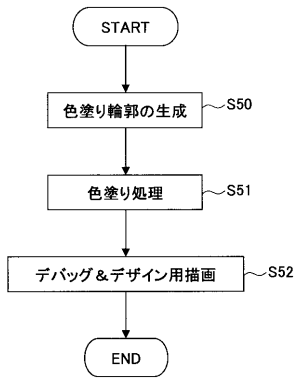 START
色塗り輪郭の生成
S50
色塗り処理
S51
デバッグ&デザイン用描画
S52
END